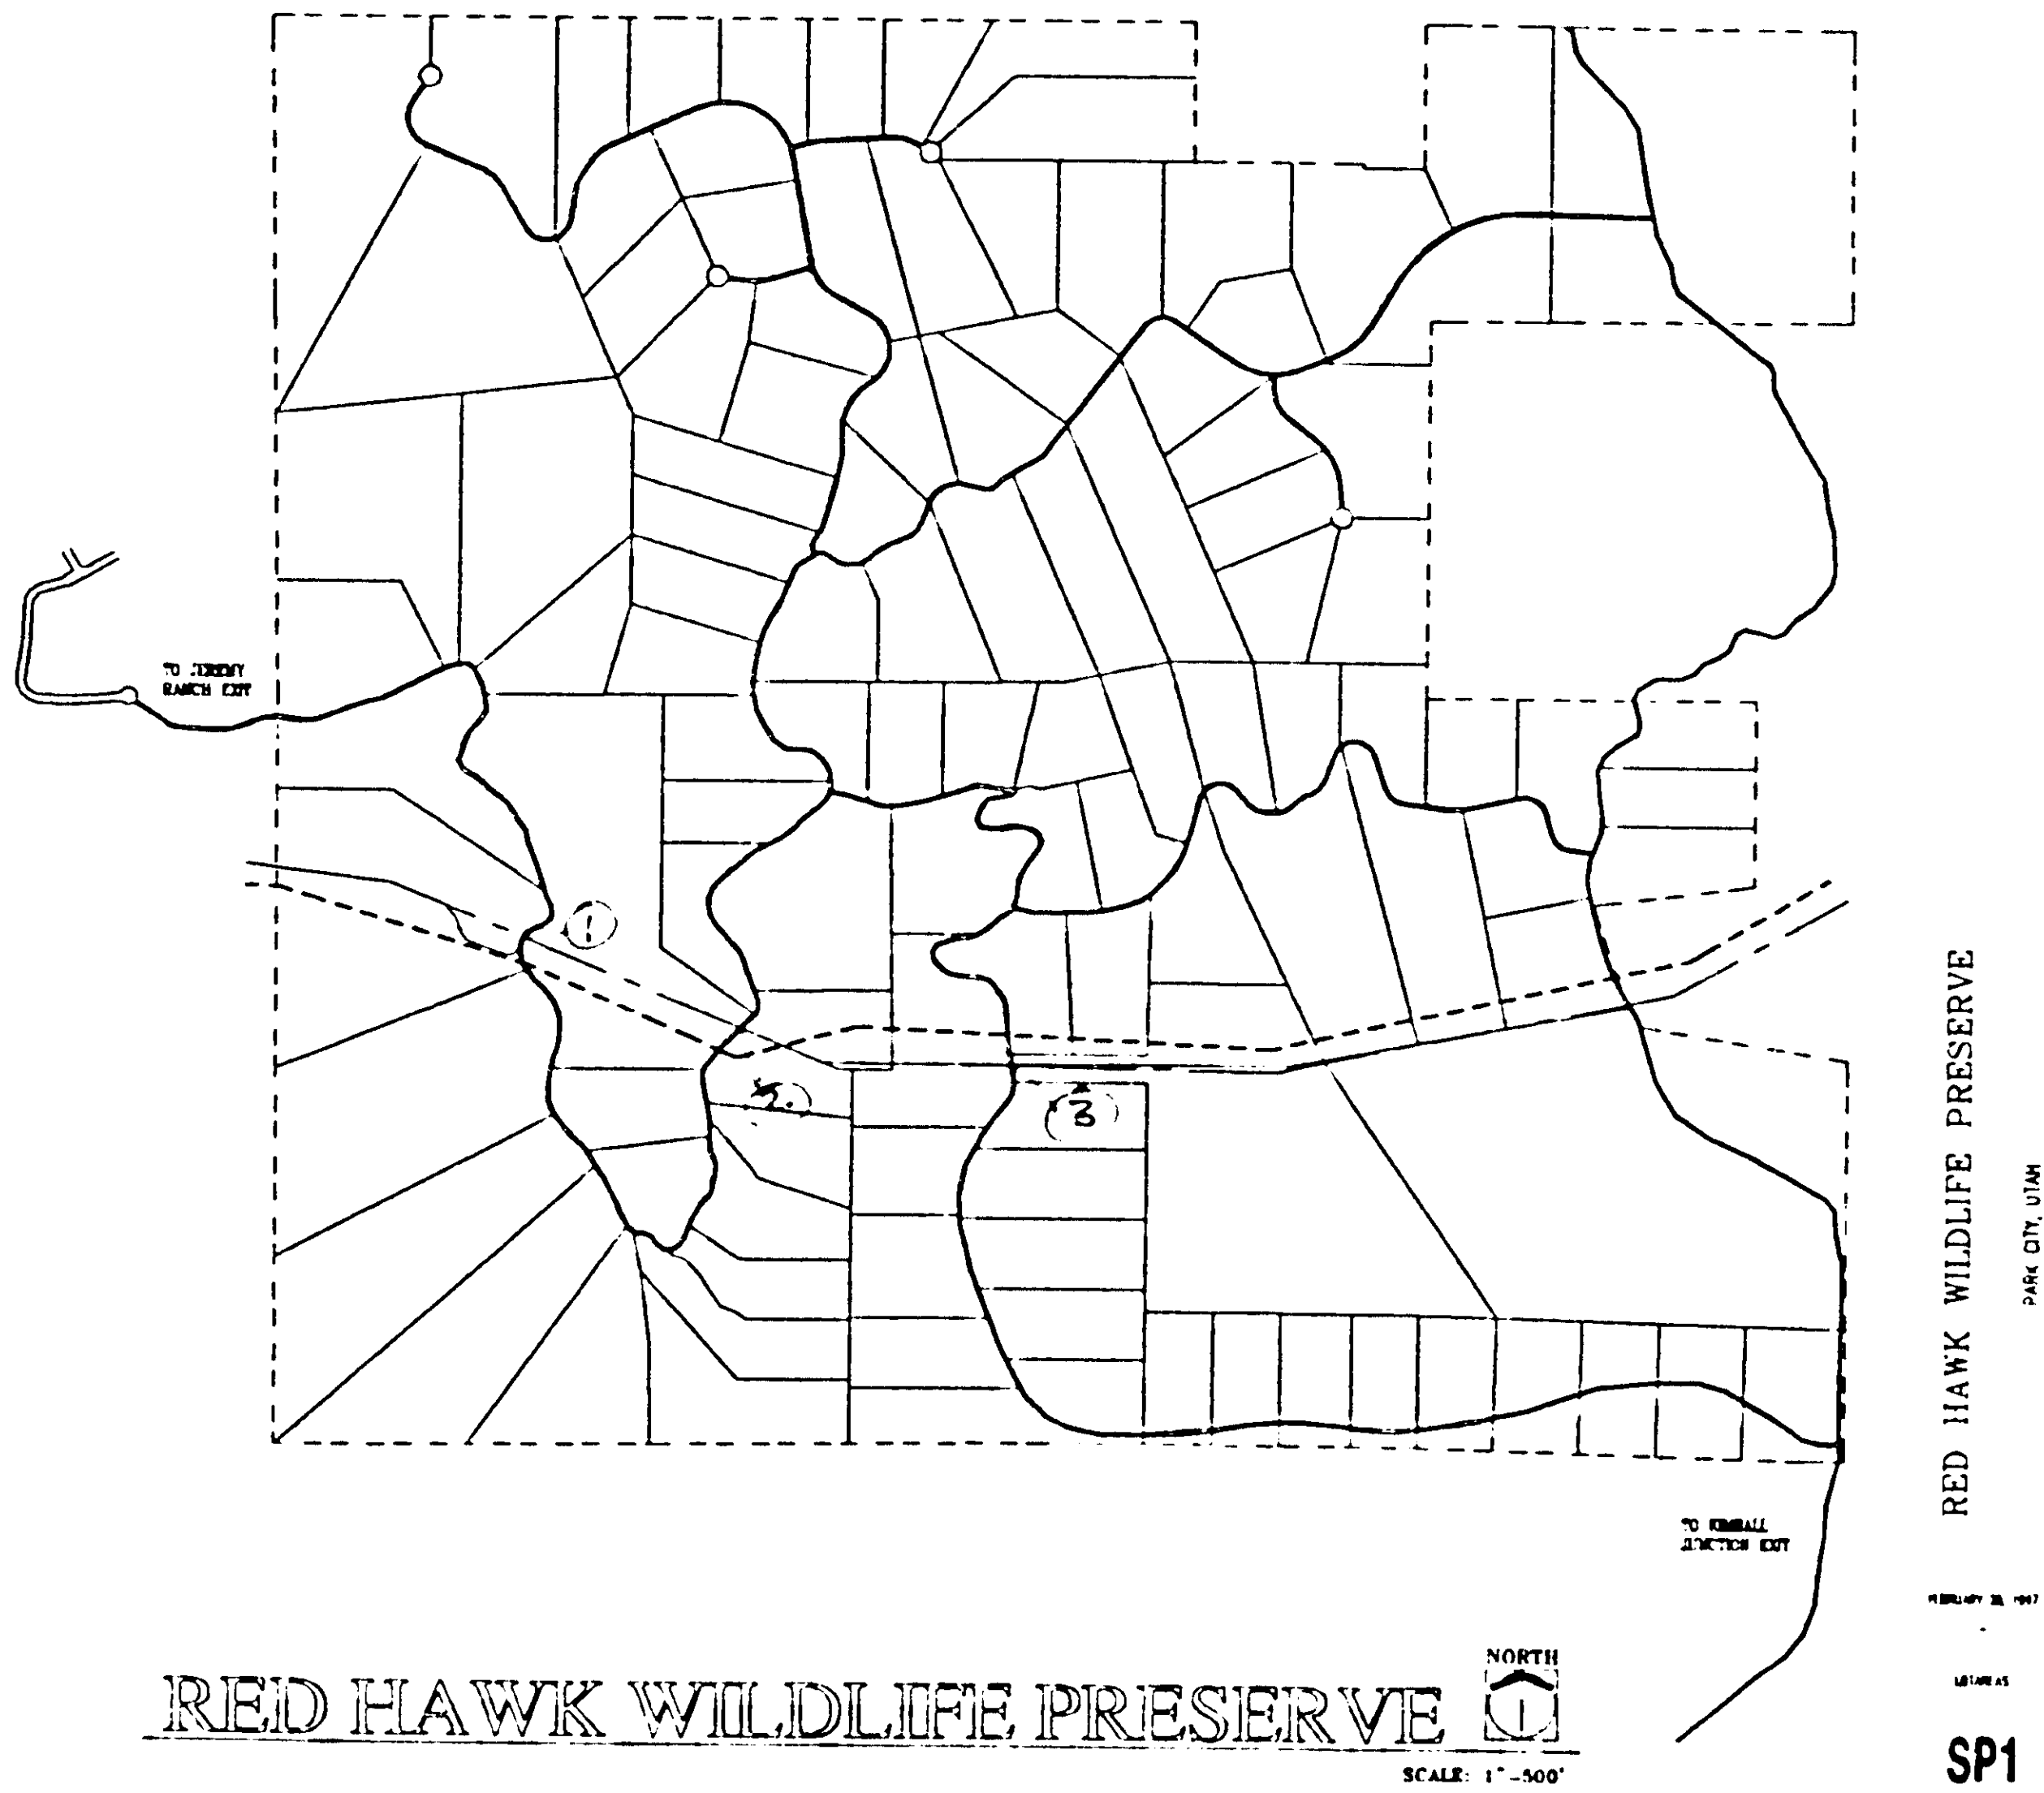 TO JEREMY
RANCH EXIT
1
2.
3
TO KIMBALL
JUNCTION EXIT
NORTH
RED HAWK WILDLIFE PRESERVE
SCALE: 1"=500'
RED HAWK WILDLIFE PRESERVE
PARK CITY, UTAH
FEBRUARY
SP1